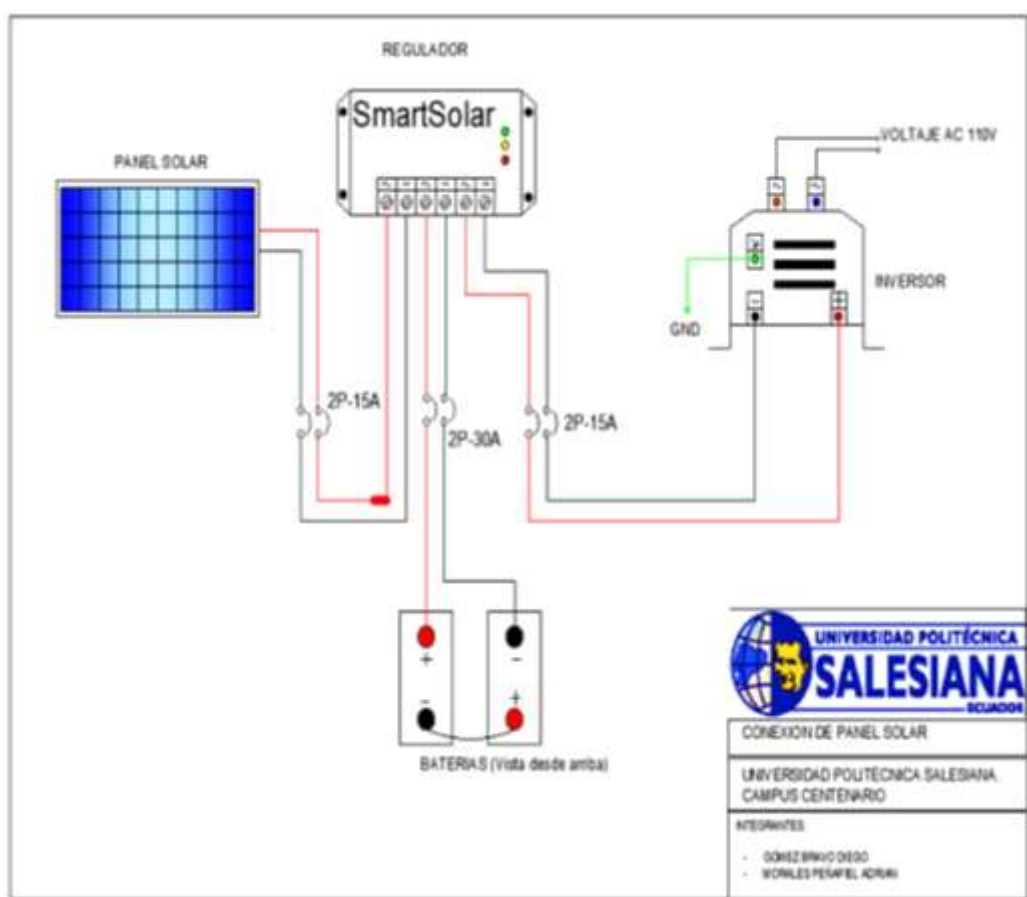 REGULADOR
SmartSolar
PANEL SOLAR
VOLTAJE AC 110V
INVERSOR
GND
2P-15A
2P-30A
2P-15A
BATERIAS (Vista desde arriba)
UNIVERSIDAD POLITÉCNICA
SALESIANA
ECUADOR
CONEXION DE PANEL SOLAR
UNIVERSIDAD POLITECNICA SALESIANA
CAMPUS CENTENARIO
INTEGRANTES
- GOMEZ BRAVO DIEGO
- MORALES PEÑAFIEL ADRIAN